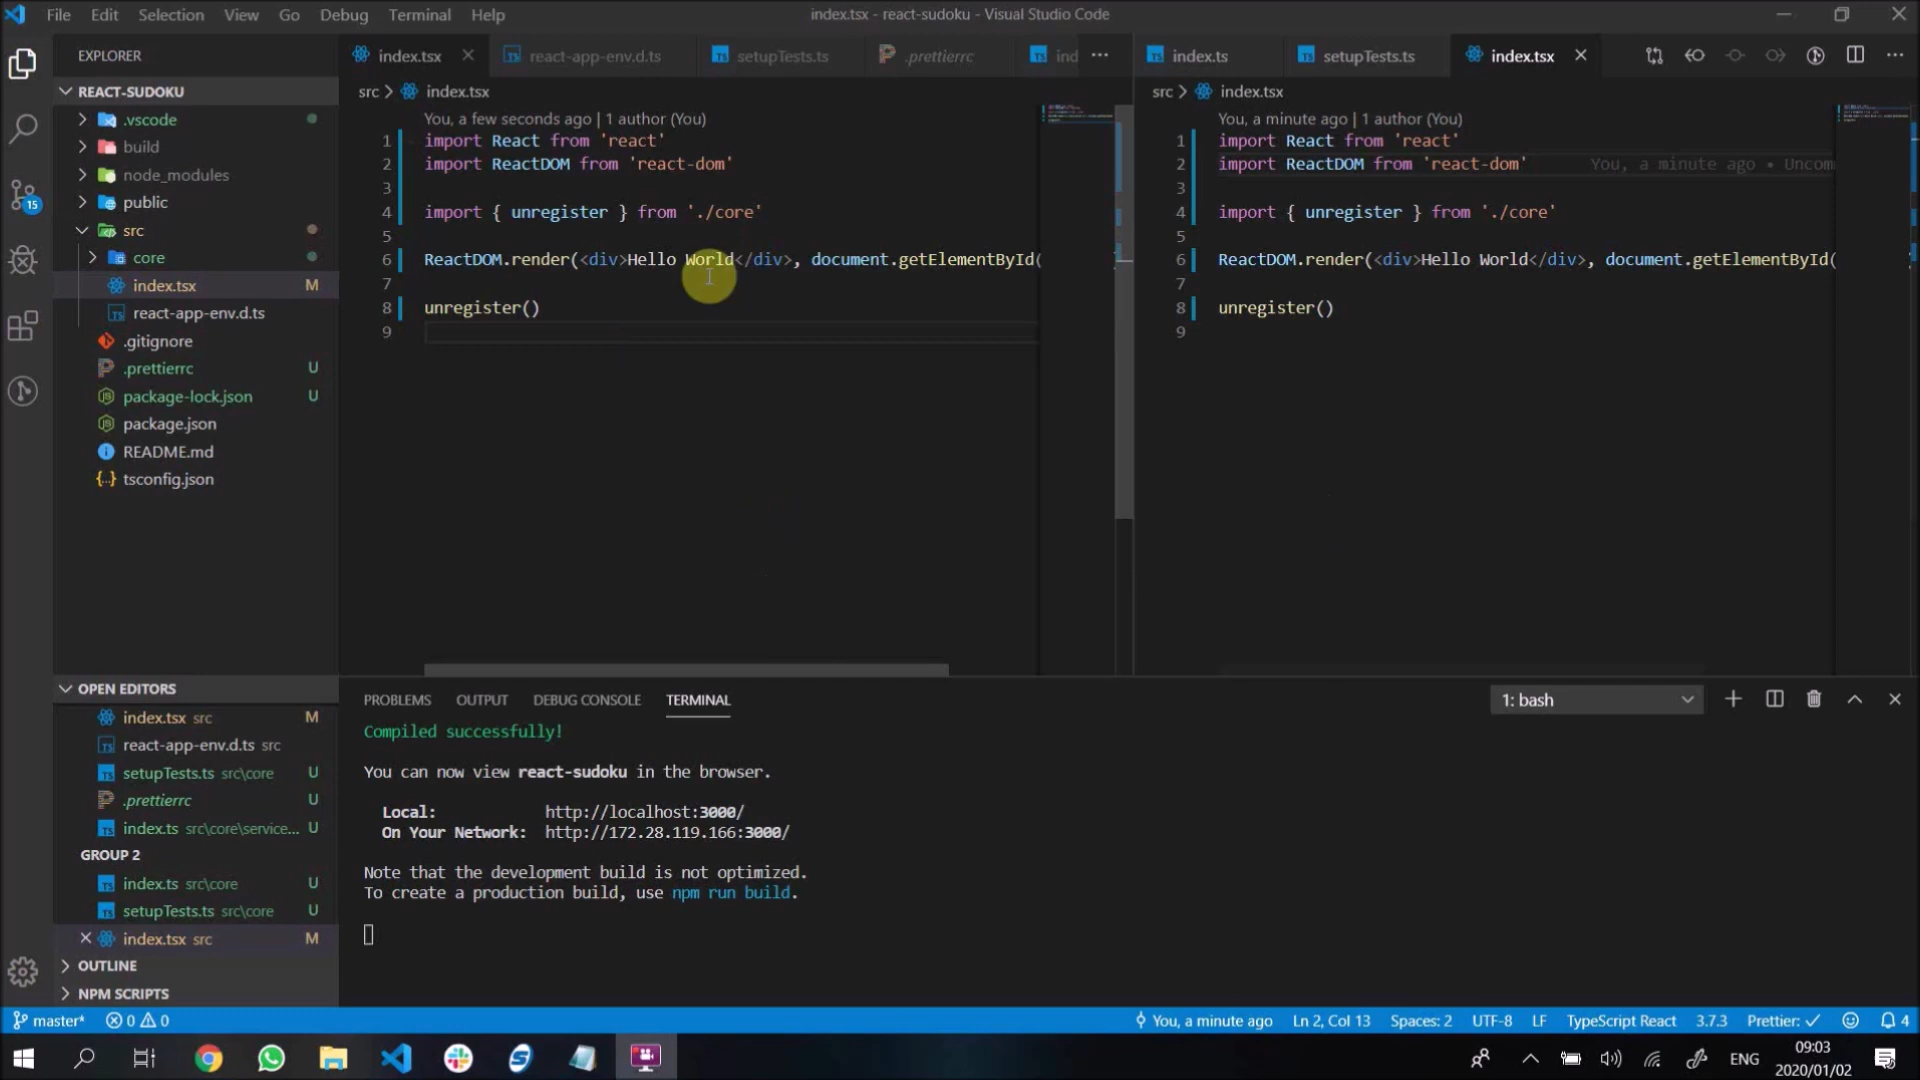 File Edit Selection View Go Debug Terminal Help
index.tsx - react-sudoku - Visual Studio Code
EXPLORER
REACT-SUDOKU
.vscode
build
node_modules
public
src
core
index.tsx M
react-app-env.d.ts
.gitignore
.prettierrc U
package-lock.json U
package.json
README.md
tsconfig.json
OPEN EDITORS
index.tsx src M
react-app-env.d.ts src
setupTests.ts src\core U
.prettierrc U
index.ts src\core\service... U
GROUP 2
index.ts src\core U
setupTests.ts src\core U
index.tsx src M
OUTLINE
NPM SCRIPTS
15
index.tsx react-app-env.d.ts setupTests.ts .prettierrc ind
src > index.tsx
You, a few seconds ago | 1 author (You)
1 import React from 'react'
2 import ReactDOM from 'react-dom'
3
4 import { unregister } from './core'
5
6 ReactDOM.render(<div>Hello World</div>, document.getElementById(
7
8 unregister()
9
index.ts setupTests.ts index.tsx
src > index.tsx
You, a minute ago | 1 author (You)
1 import React from 'react'
2 import ReactDOM from 'react-dom' You, a minute ago • Uncom
3
4 import { unregister } from './core'
5
6 ReactDOM.render(<div>Hello World</div>, document.getElementById(
7
8 unregister()
9
PROBLEMS OUTPUT DEBUG CONSOLE TERMINAL
1: bash
Compiled successfully!
You can now view react-sudoku in the browser.
Local: http://localhost:3000/
On Your Network: http://172.28.119.166:3000/
Note that the development build is not optimized.
To create a production build, use npm run build.
master* 0 0
You, a minute ago Ln 2, Col 13 Spaces: 2 UTF-8 LF TypeScript React 3.7.3 Prettier: ✓ 4
ENG
09:03
2020/01/02